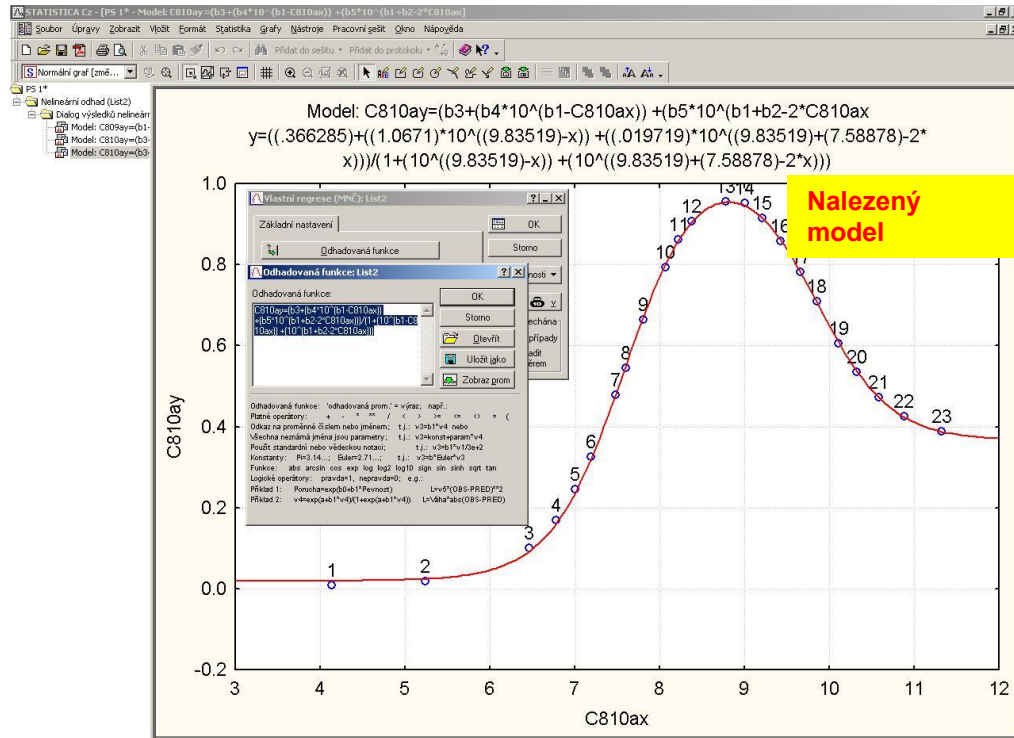 STATISTICA Cz - [PS 1* - Model: C810ay=(b3+(b4*10^(b1-C810ax)) +(b5*10^(b1+b2-2*C810ax]
Soubor Úpravy Zobrazit Vložit Formát Statistika Grafy Nástroje Pracovní sešit Okno Nápověda
Přidat do sešitu Přidat do protokolu
Normální graf [změ...
PS 1*
Nelineární odhad (List2)
Dialog výsledků nelineárn
Model: C809ay=(b1-
Model: C810ay=(b3-
Model: C810ay=(b3-
Model: C810ay=(b3+(b4*10^(b1-C810ax)) +(b5*10^(b1+b2-2*C810ax
y=((.366285)+((1.0671)*10^((9.83519)-x)) +((.019719)*10^((9.83519)+(7.58878)-2*
x)))/(1+(10^((9.83519)-x)) +(10^((9.83519)+(7.58878)-2*x)))
Nalezený
model
Vlastní regrese (MNČ): List2
Základní nastavení
Odhadovaná funkce
OK
Storno
nosti
v
echána
případy
adit
ěrem
Odhadovaná funkce: List2
Odhadovaná funkce:
C810ay=(b3+(b4*10^(b1-C810ax))
+(b5*10^(b1+b2-2*C810ax)))/(1+(10^(b1-C8
10ax)) +(10^(b1+b2-2*C810ax)))
OK
Storno
Otevřít
Uložit jako
Zobraz prom
Odhadovaná funkce: 'odhadovaná prom.' = výraz; např.:
Platné operátory: + - * ** / < > >= <= <> = (
Odkaz na proměnné číslem nebo jménem; t.j.: v3=b1*v4 nebo
Všechna neznámá jména jsou parametry; t.j.: v3=konst+param*v4
Použít standardní nebo vědeckou notaci; t.j.: v3=b1*v1/3e+2
Konstanty: Pi=3.14...; Euler=2.71...; t.j.: v3=b*Euler^v3
Funkce: abs arcsin cos exp log log2 log10 sign sin sinh sqrt tan
Logické operátory: pravda=1, nepravda=0; e.g.:
Příklad 1: Porucha=exp(b0+b1*Pevnost) L=v5*(OBS-PRED)**2
Příklad 2: v4=exp(a+b1*v4)/(1+exp(a+b1*v4)) L=Váha*abs(OBS-PRED)
1.0
0.8
0.6
0.4
0.2
0.0
-0.2
C810ay
1
2
3
4
5
6
7
8
9
10
11
12
13
14
15
16
17
18
19
20
21
22
23
3 4 5 6 7 8 9 10 11 12
C810ax